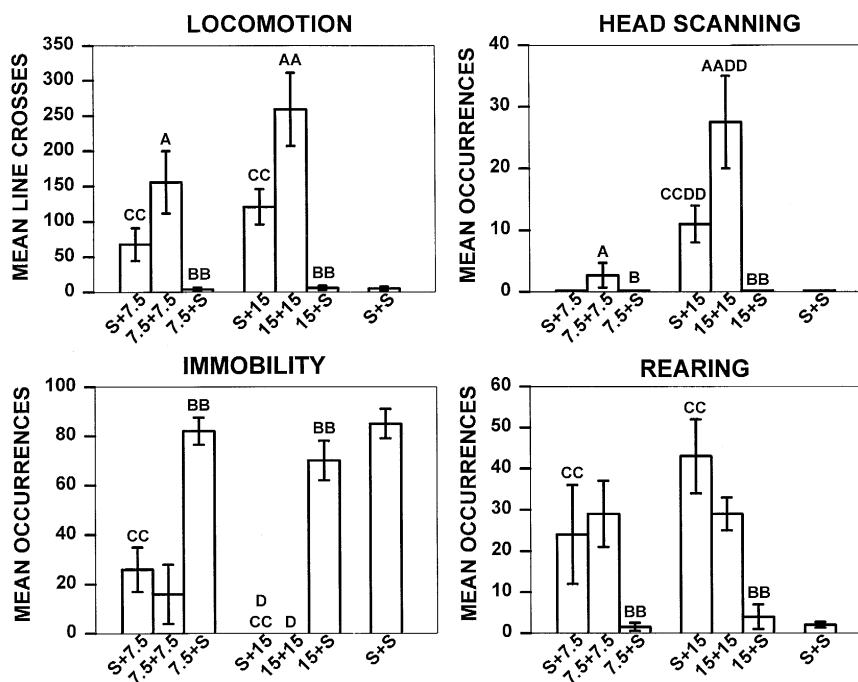 LOCOMOTION
MEAN LINE CROSSES
350
300
250
200
150
100
50
0
CC
A
BB
CC
AA
BB
S+7.5
7.5+7.5
7.5+S
S+15
15+15
15+S
S+S
HEAD SCANNING
MEAN OCCURRENCES
40
30
20
10
0
A
B
CCDD
AADD
BB
S+7.5
7.5+7.5
7.5+S
S+15
15+15
15+S
S+S
IMMOBILITY
MEAN OCCURRENCES
100
80
60
40
20
0
CC
BB
D
CC
D
BB
S+7.5
7.5+7.5
7.5+S
S+15
15+15
15+S
S+S
REARING
MEAN OCCURRENCES
60
50
40
30
20
10
0
CC
BB
CC
BB
S+7.5
7.5+7.5
7.5+S
S+15
15+15
15+S
S+S